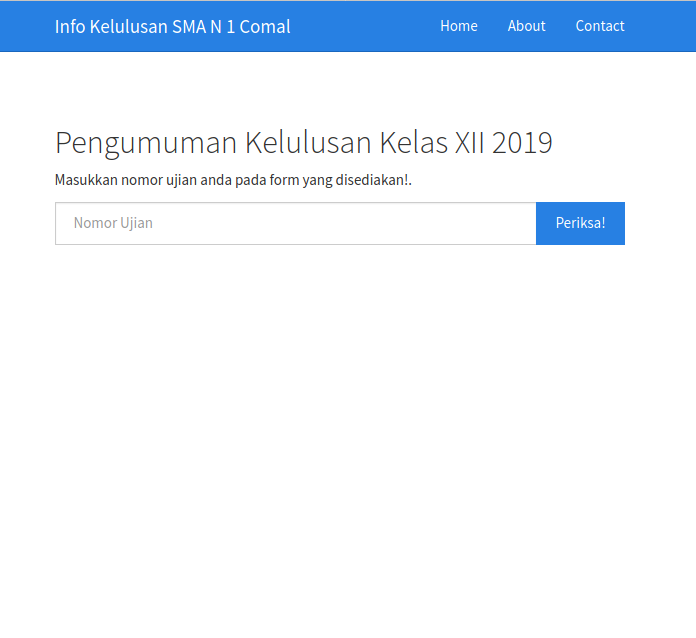 Info Kelulusan SMA N 1 Comal Home About Contact
Pengumuman Kelulusan Kelas XII 2019
Masukkan nomor ujian anda pada form yang disediakan!.
Nomor Ujian Periksa!